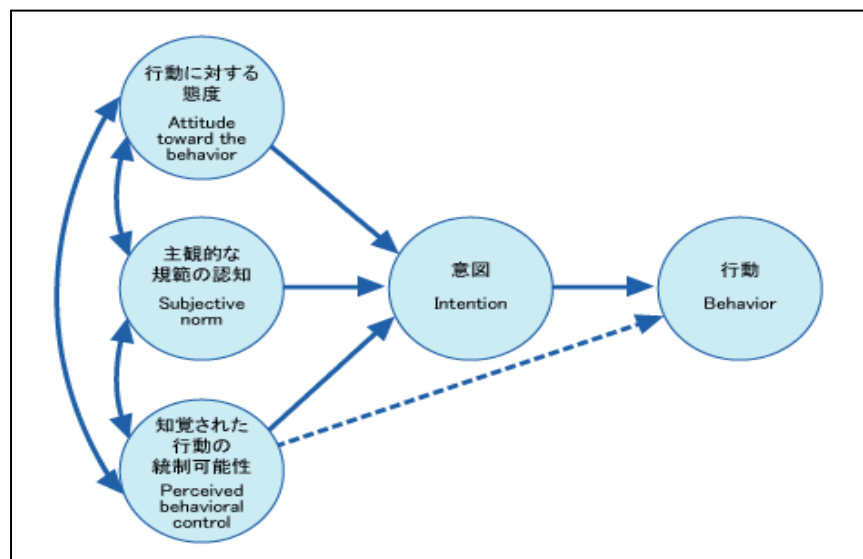 行動に対する
態度
Attitude
toward the
behavior
主観的な
規範の認知
Subjective
norm
知覚された
行動の
統制可能性
Perceived
behavioral
control
意図
Intention
行動
Behavior